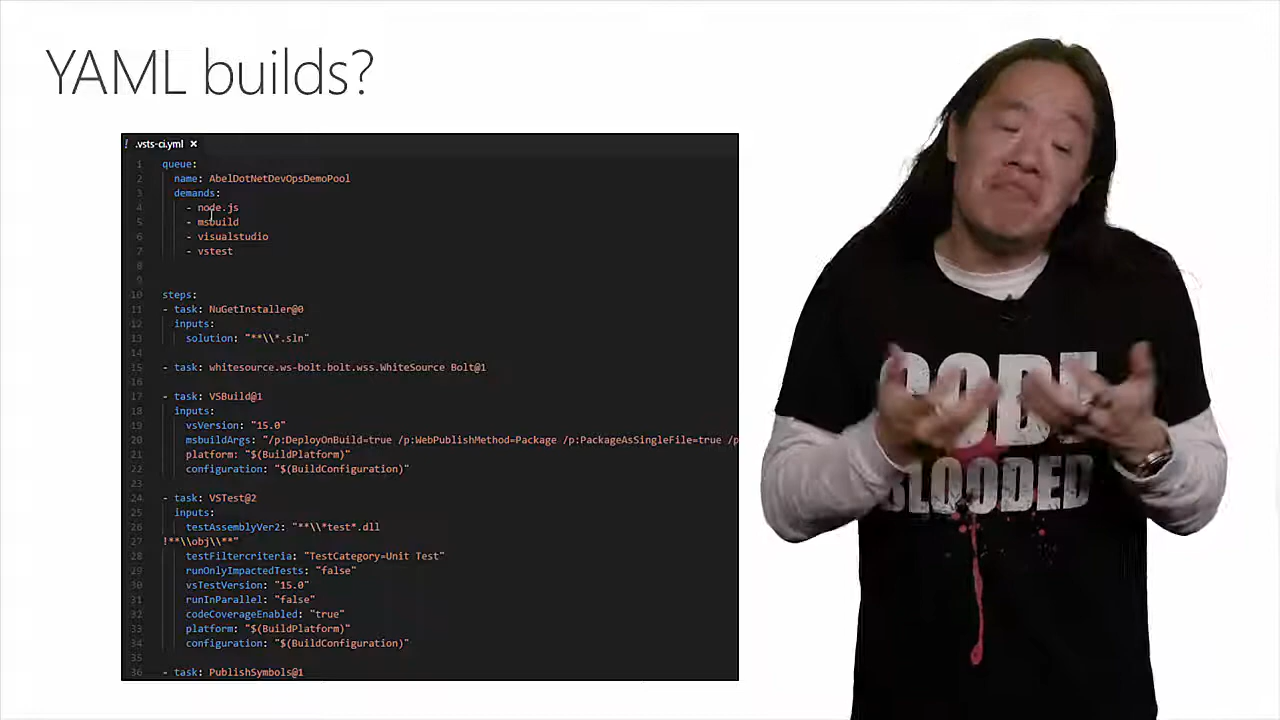 YAML builds?
! .vsts-ci.yml ×
1 queue:
2 name: AbelDotNetDevOpsDemoPool
3 demands:
4 - node.js
5 - msbuild
6 - visualstudio
7 - vstest
8
9
10 steps:
11 - task: NuGetInstaller@0
12 inputs:
13 solution: "**\\*.sln"
14
15 - task: whitesource.ws-bolt.bolt.wss.WhiteSource Bolt@1
16
17 - task: VSBuild@1
18 inputs:
19 vsVersion: "15.0"
20 msbuildArgs: "/p:DeployOnBuild=true /p:WebPublishMethod=Package /p:PackageAsSingleFile=true /p
21 platform: "$(BuildPlatform)"
22 configuration: "$(BuildConfiguration)"
23
24 - task: VSTest@2
25 inputs:
26 testAssemblyVer2: "**\\*test*.dll
27 !**\\obj\\**"
28 testFiltercriteria: "TestCategory=Unit Test"
29 runOnlyImpactedTests: "false"
30 vsTestVersion: "15.0"
31 runInParallel: "false"
32 codeCoverageEnabled: "true"
33 platform: "$(BuildPlatform)"
34 configuration: "$(BuildConfiguration)"
35
36 - task: PublishSymbols@1
CODE
BLOODED